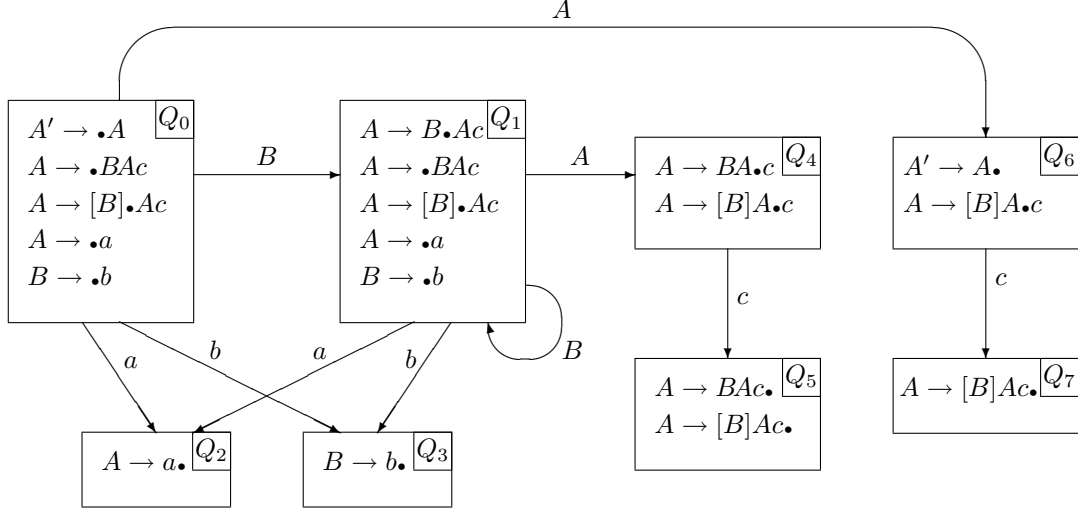 A
Q₀
A′ → •A
A → •BAc
A → [B]•Ac
A → •a
B → •b
B
Q₁
A → B•Ac
A → •BAc
A → [B]•Ac
A → •a
B → •b
A
Q₄
A → BA•c
A → [B]A•c
Q₆
A′ → A•
A → [B]A•c
a
b
a
b
B
c
c
Q₂
A → a•
Q₃
B → b•
Q₅
A → BAc•
A → [B]Ac•
Q₇
A → [B]Ac•